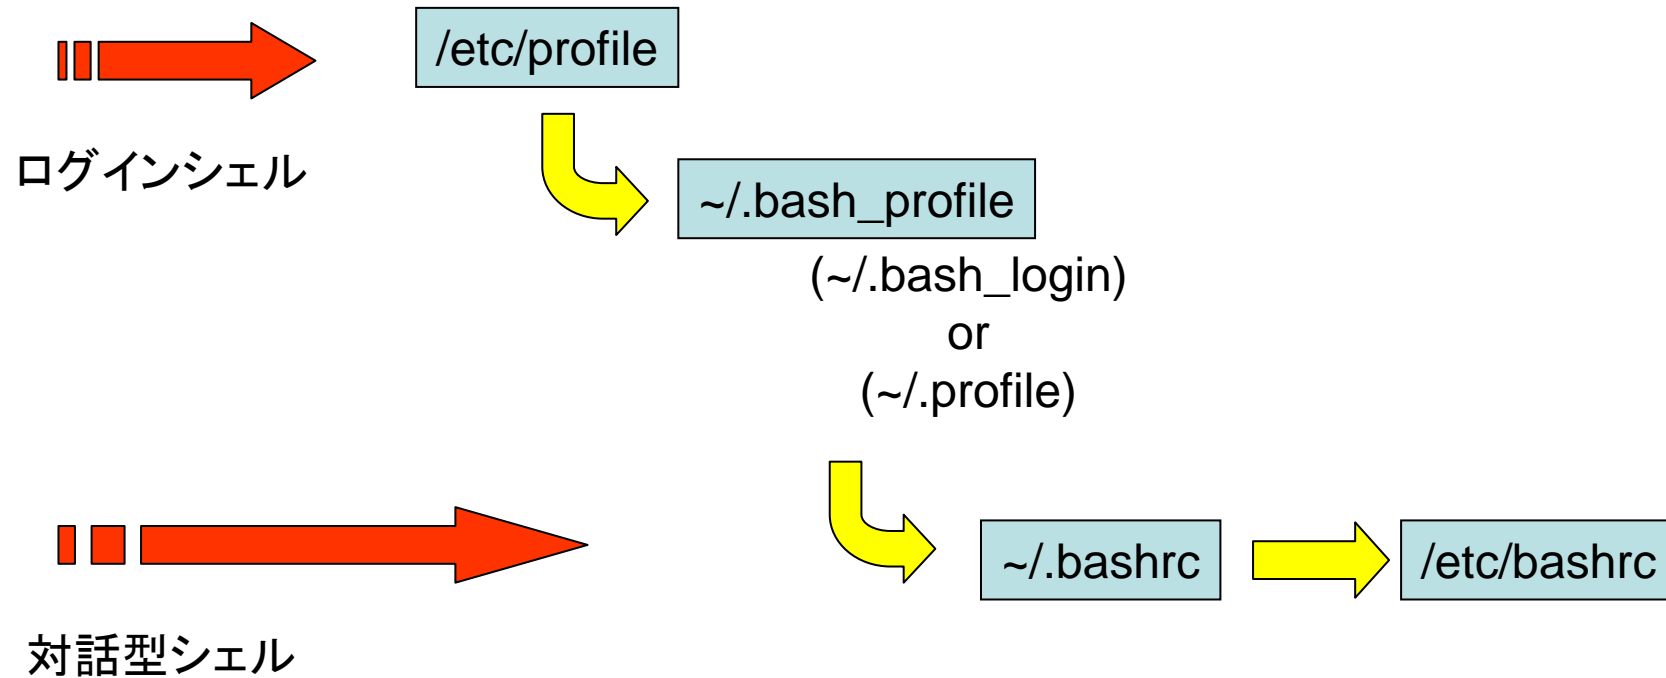 /etc/profile
ログインシェル
~/.bash_profile
(~/.bash_login)
or
(~/.profile)
~/.bashrc
/etc/bashrc
対話型シェル